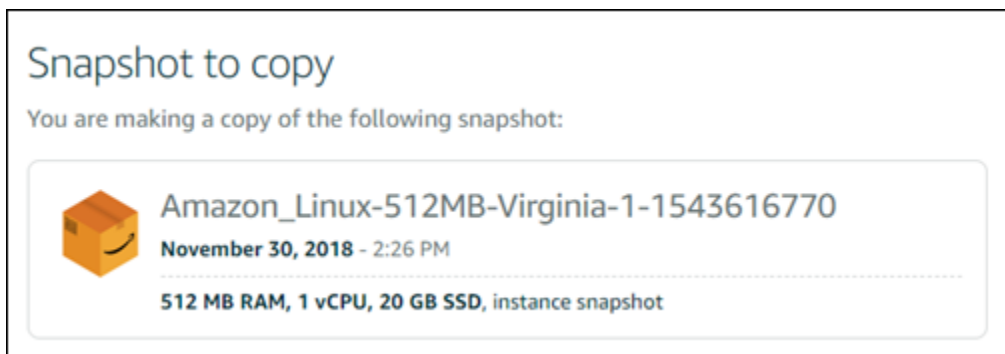 Snapshot to copy
You are making a copy of the following snapshot:
Amazon_Linux-512MB-Virginia-1-1543616770
November 30, 2018 - 2:26 PM
512 MB RAM, 1 vCPU, 20 GB SSD, instance snapshot